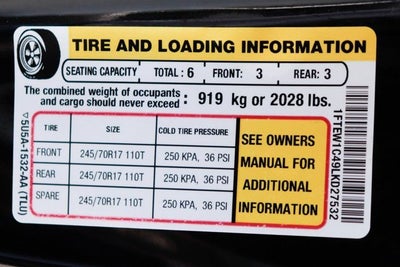 TIRE AND LOADING INFORMATION
SEATING CAPACITY TOTAL : 6 FRONT: 3 REAR: 3
The combined weight of occupants
and cargo should never exceed : 919 kg or 2028 lbs.
TIRE SIZE COLD TIRE PRESSURE
FRONT 245/70R17 110T 250 KPA, 36 PSI
REAR 245/70R17 110T 250 KPA, 36 PSI
SPARE 245/70R17 110T 250 KPA, 36 PSI
SEE OWNERS
MANUAL FOR
ADDITIONAL
INFORMATION
5U5A-1532-AA (TLU)
1FTEW1C49LKD27532